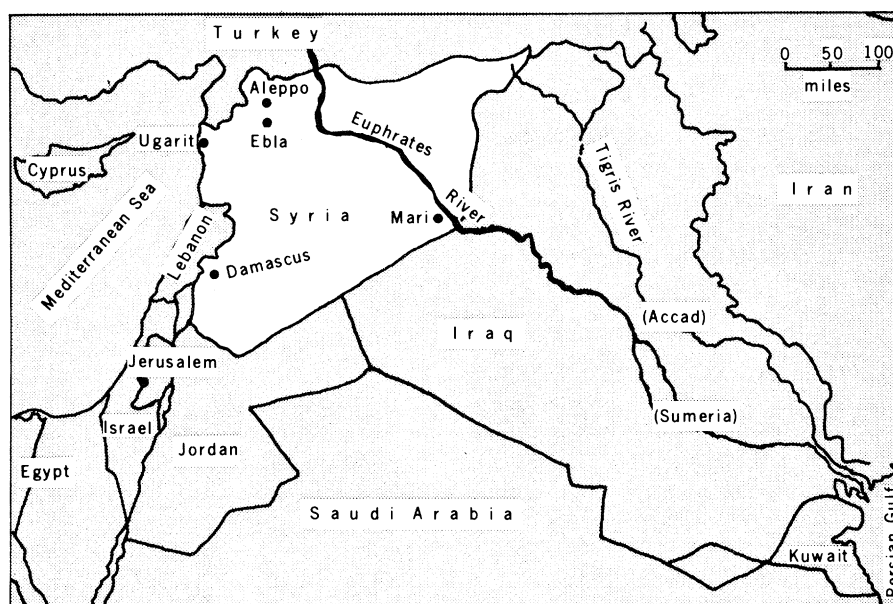 Turkey
0 50 100
miles
Aleppo
Ebla
Ugarit
Euphrates
River
Tigris River
Iran
Cyprus
Mediterranean Sea
Lebanon
Syria
Mari
Damascus
Iraq
(Accad)
(Sumeria)
Jerusalem
Israel
Jordan
Egypt
Saudi Arabia
Kuwait
Persian Gulf